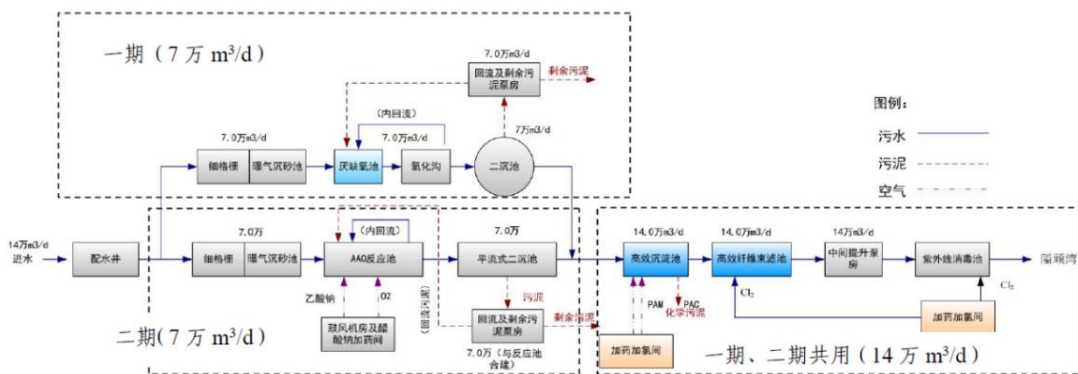 一期（7 万 m³/d）
7.0万m3/d
回流及剩余污
泥泵房
剩余污泥
（内回流）
7.0万m3/d
7.0万m3/d
7万m3/d
细格栅
曝气沉砂池
厌缺氧池
氧化沟
二沉池
图例：
污水
污泥
空气
14万m3/d
进水
配水井
7.0万
细格栅
曝气沉砂池
（内回流）
AAO反应池
7.0万
平流式二沉池
乙酸钠
O2
（回流污泥）
污泥
鼓风机房及醋
酸钠加药间
回流及剩余污
泥泵房
剩余污泥
7.0万（与反应池
合建）
二期（7 万 m³/d）
14.0万m3/d
高效沉淀池
14.0万m3/d
高效纤维束滤池
14万m3/d
中间提升泵
房
紫外线消毒池
PAM
PAC
化学污泥
Cl₂
Cl₂
加药加氯间
加药加氯间
一期、二期共用（14 万 m³/d）